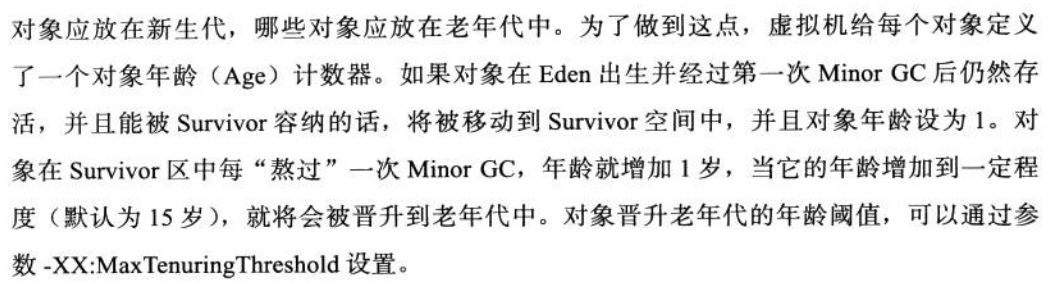 对象应放在新生代，哪些对象应放在老年代中。为了做到这点，虚拟机给每个对象定义
了一个对象年龄（Age）计数器。如果对象在 Eden 出生并经过第一次 Minor GC 后仍然存
活，并且能被 Survivor 容纳的话，将被移动到 Survivor 空间中，并且对象年龄设为 1。对
象在 Survivor 区中每“熬过”一次 Minor GC，年龄就增加 1 岁，当它的年龄增加到一定程
度（默认为 15 岁），就将会被晋升到老年代中。对象晋升老年代的年龄阈值，可以通过参
数 -XX:MaxTenuringThreshold 设置。